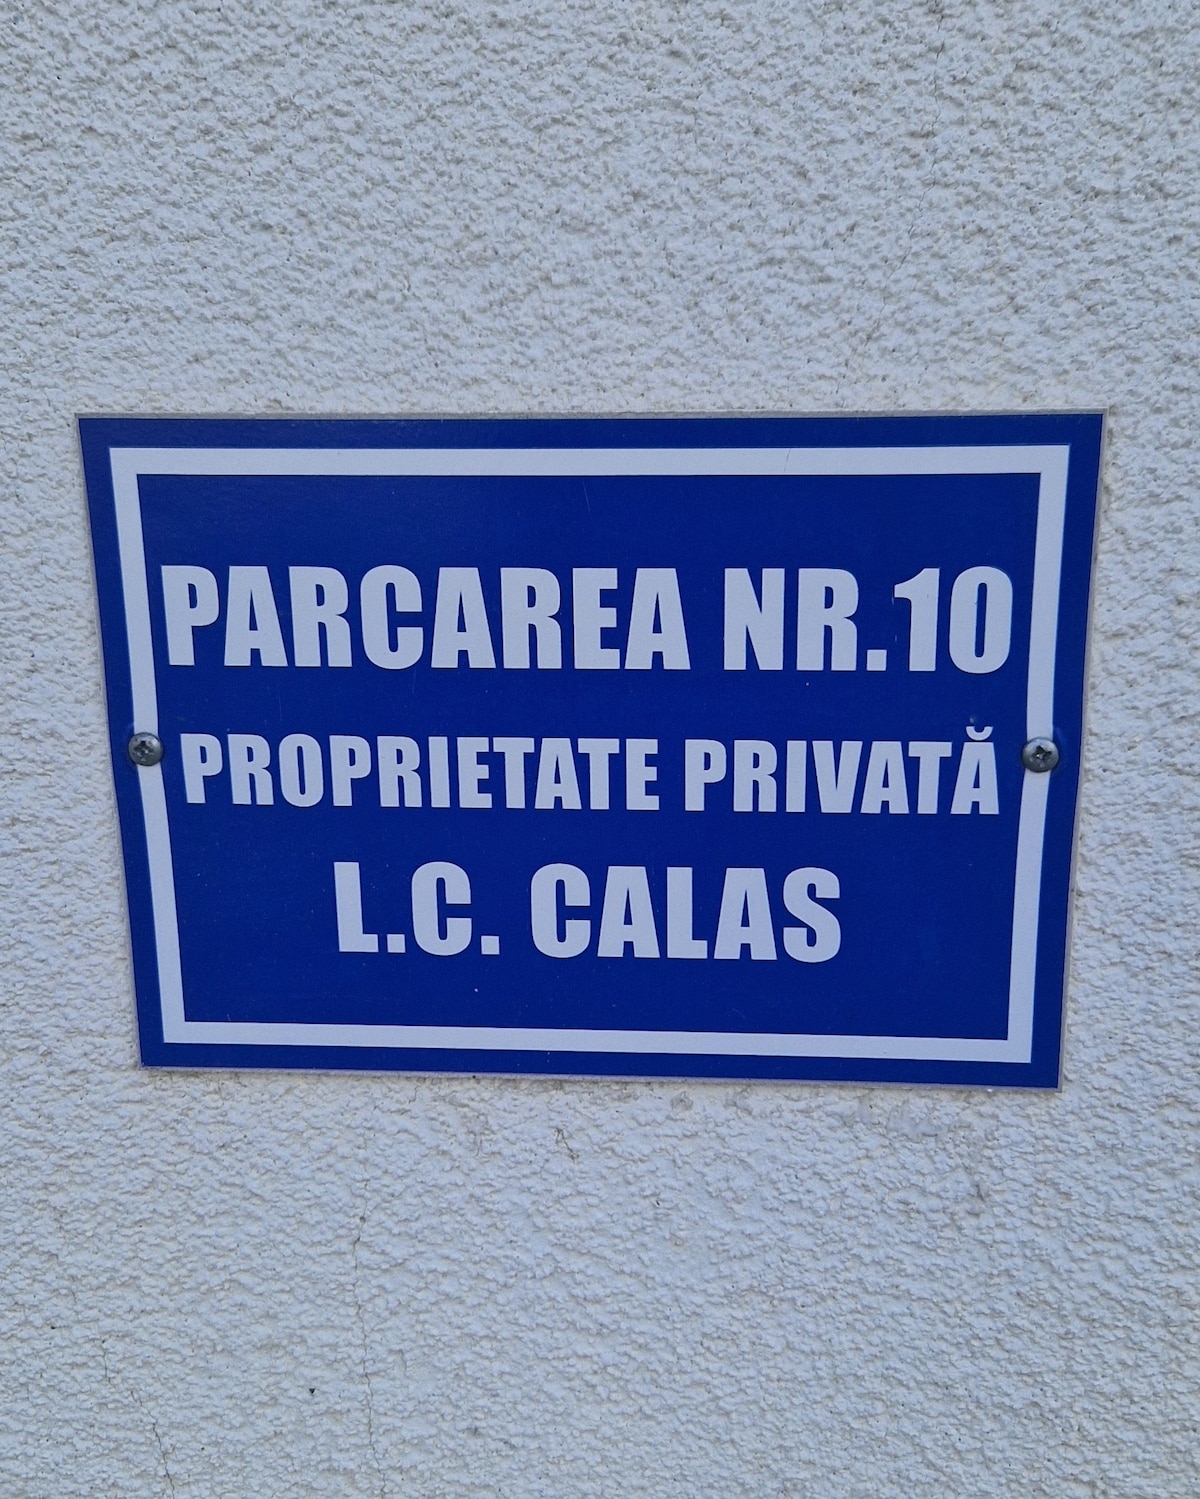 PARCAREA NR.10
PROPRIETATE PRIVATĂ
L.C. CALAS